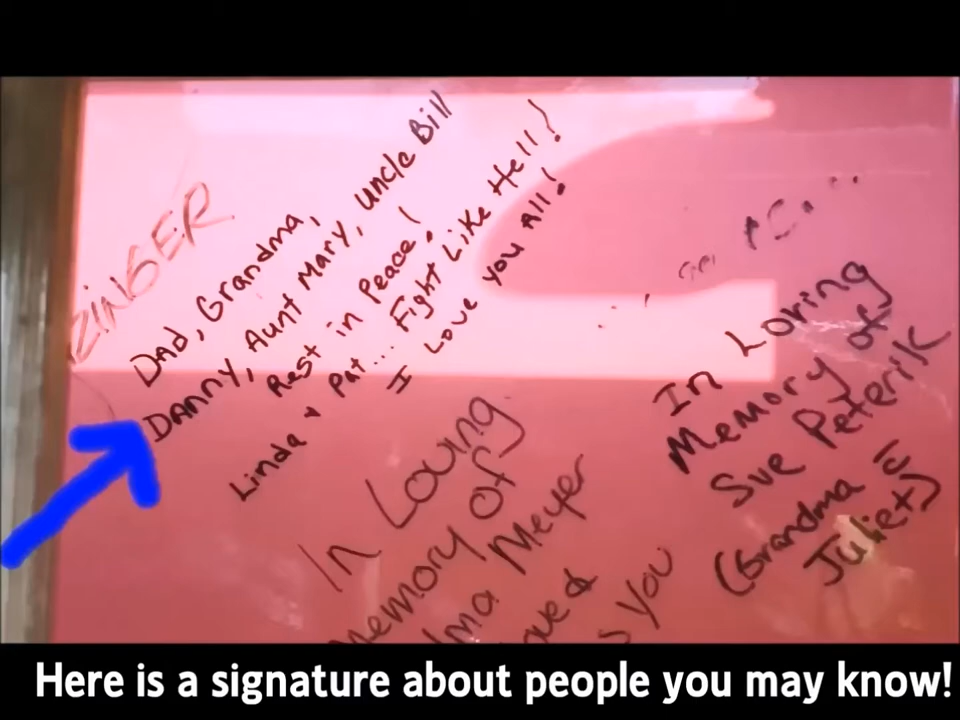 ZINGER
Dad, Grandma,
Danny, Aunt Mary, Uncle Bill
Rest in Peace!
Linda & Pat... Fight Like Hell!
I Love you All!
In Loving
Memory of
Meyer
In Loving
Memory of
Sue Peterik
(Grandma
Juliet)
you
Here is a signature about people you may know!